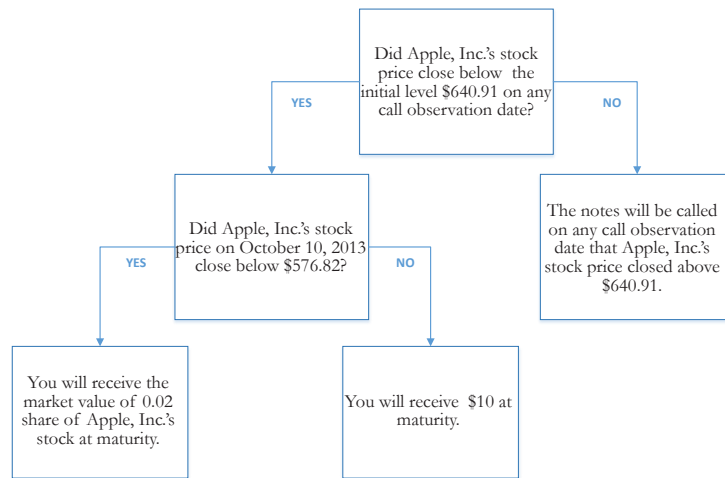 Did Apple, Inc.'s stock
price close below the
initial level $640.91 on any
call observation date?
YES
NO
Did Apple, Inc.'s stock
price on October 10, 2013
close below $576.82?
The notes will be called
on any call observation
date that Apple, Inc.'s
stock price closed above
$640.91.
YES
NO
You will receive the
market value of 0.02
share of Apple, Inc.'s
stock at maturity.
You will receive $10 at
maturity.